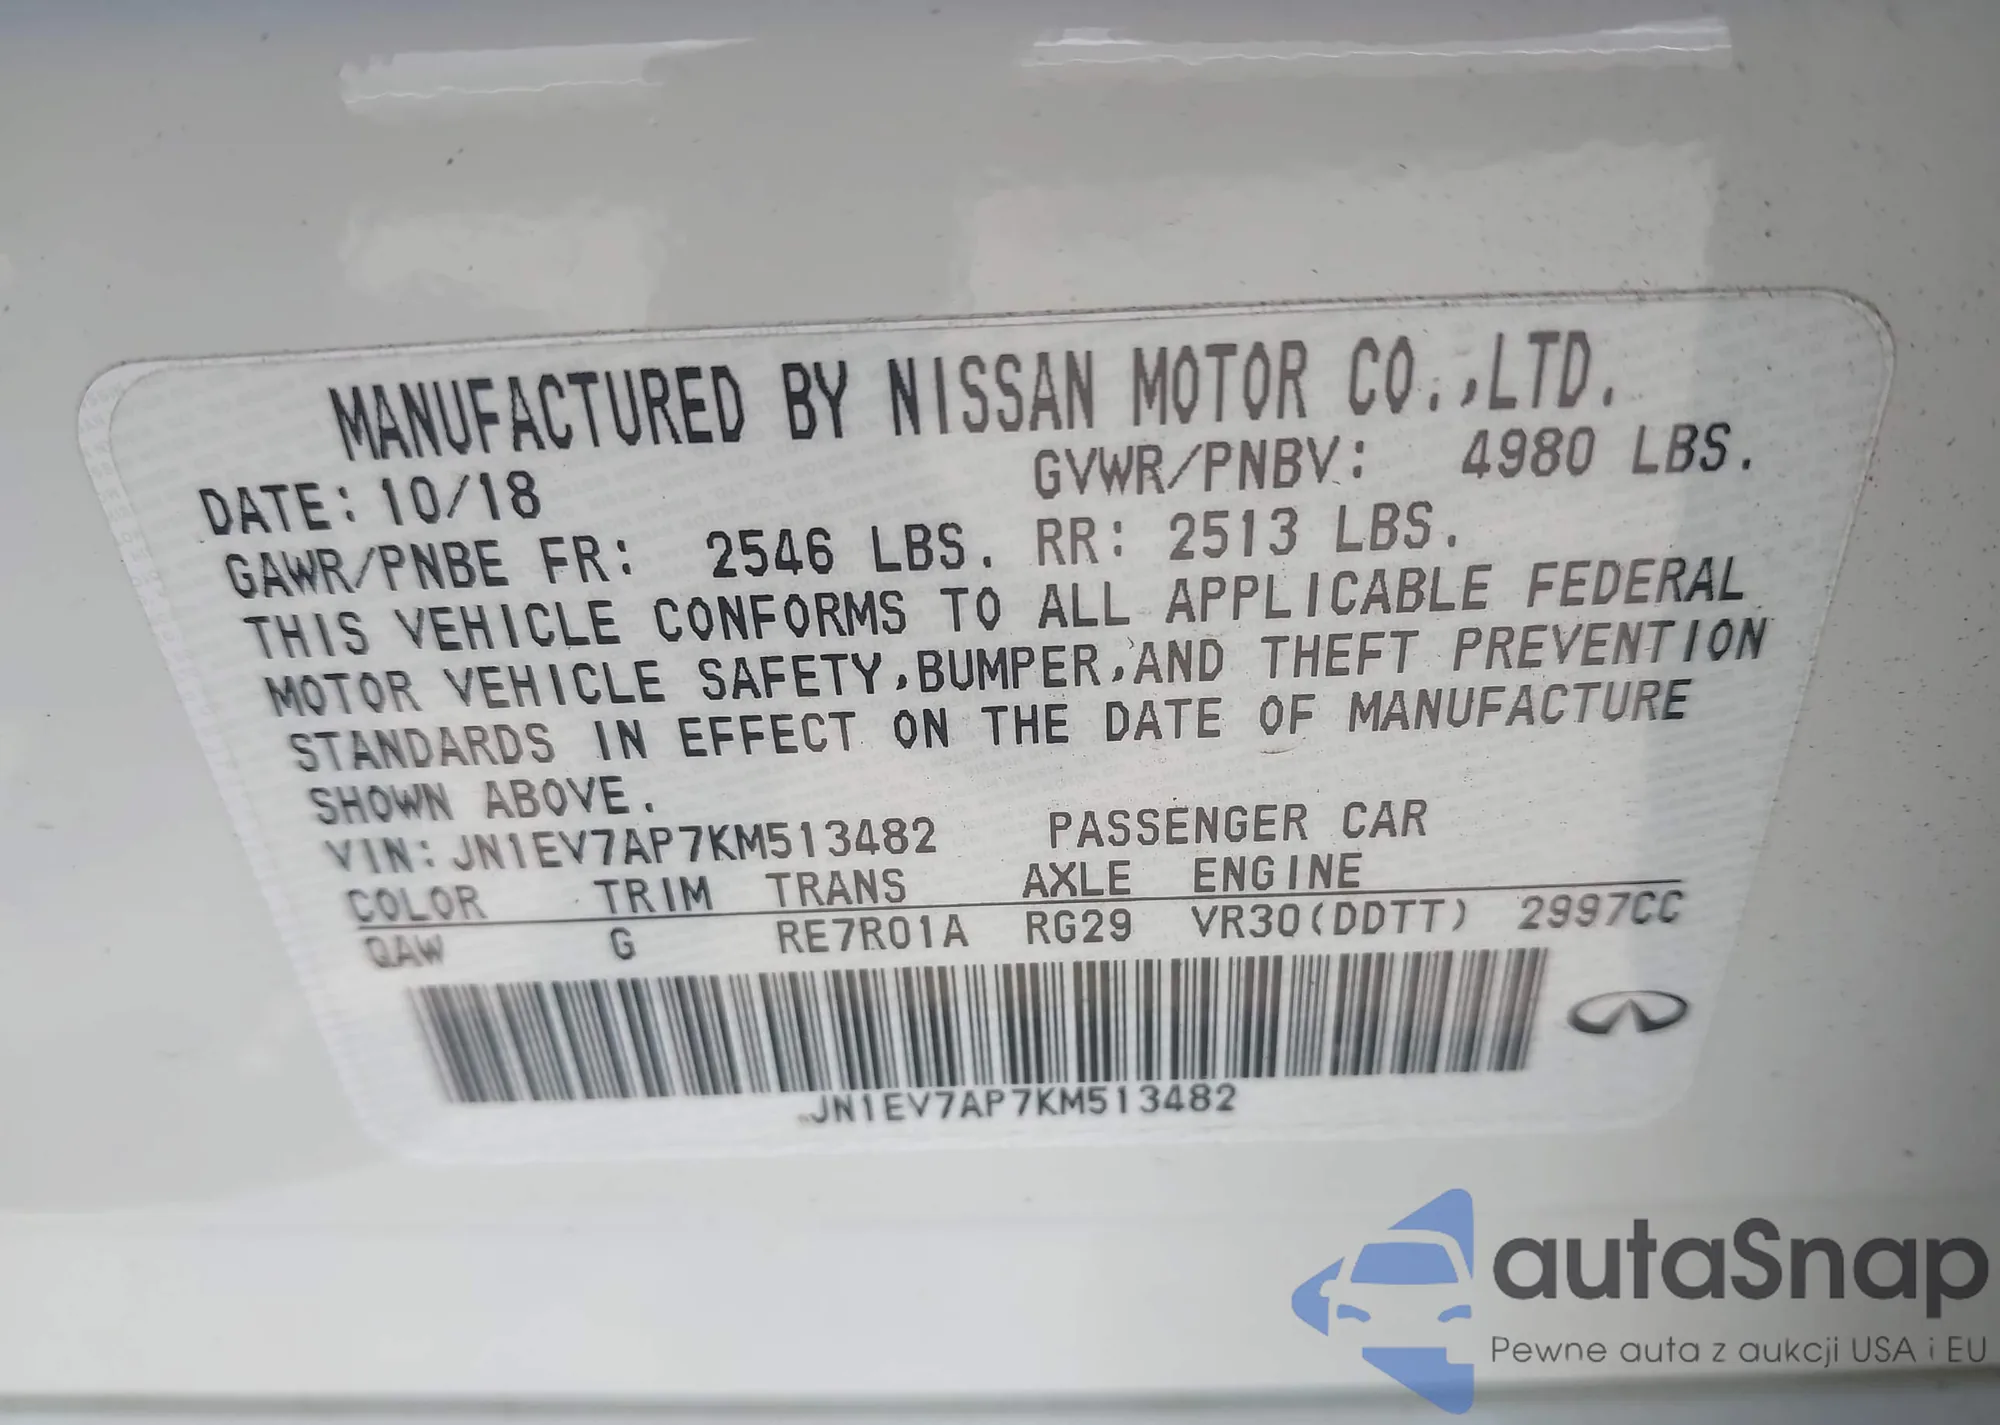 MANUFACTURED BY NISSAN MOTOR CO.,LTD.
DATE: 10/18 GVWR/PNBV: 4980 LBS.
GAWR/PNBE FR: 2546 LBS. RR: 2513 LBS.
THIS VEHICLE CONFORMS TO ALL APPLICABLE FEDERAL
MOTOR VEHICLE SAFETY,BUMPER,AND THEFT PREVENTION
STANDARDS IN EFFECT ON THE DATE OF MANUFACTURE
SHOWN ABOVE.
VIN: JN1EV7AP7KM513482 PASSENGER CAR
COLOR TRIM TRANS AXLE ENGINE
QAW G RE7R01A RG29 VR30(DDTT) 2997CC
JN1EV7AP7KM513482
autaSnap
Pewne auta z aukcji USA i EU